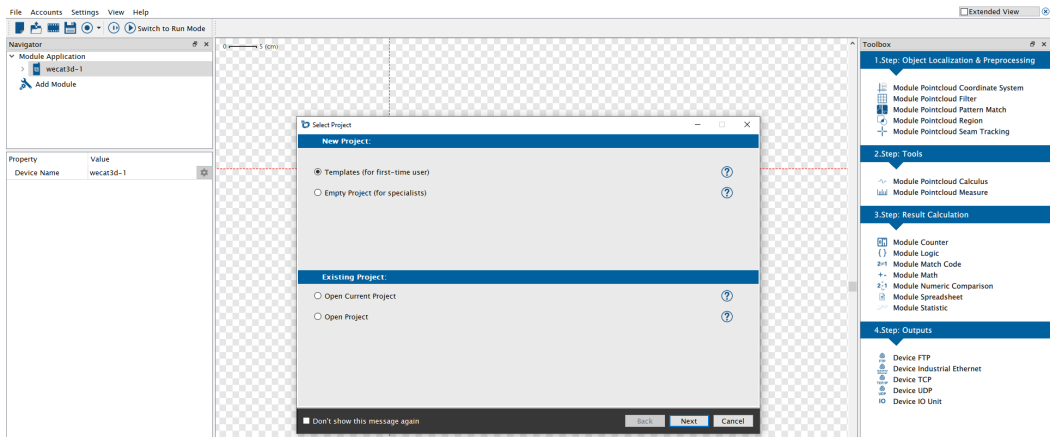 File Accounts Settings View Help
Extended View
Switch to Run Mode
Navigator
Module Application
wecat3d-1
Add Module
Property Value
Device Name wecat3d-1
0 5 (cm)
Select Project
New Project:
Templates (for first-time user)
Empty Project (for specialists)
Existing Project:
Open Current Project
Open Project
Don't show this message again
Back Next Cancel
Toolbox
1.Step: Object Localization & Preprocessing
Module Pointcloud Coordinate System
Module Pointcloud Filter
Module Pointcloud Pattern Match
Module Pointcloud Region
Module Pointcloud Seam Tracking
2.Step: Tools
Module Pointcloud Calculus
Module Pointcloud Measure
3.Step: Result Calculation
Module Counter
Module Logic
Module Match Code
Module Math
Module Numeric Comparison
Module Spreadsheet
Module Statistic
4.Step: Outputs
Device FTP
Device Industrial Ethernet
Device TCP
Device UDP
IO Device IO Unit